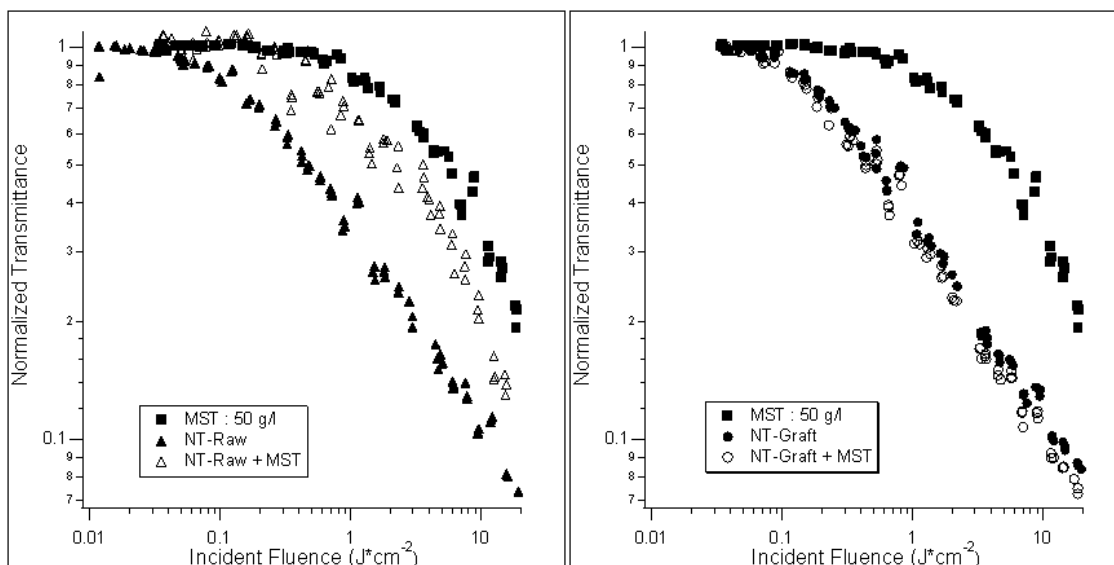 Normalized Transmittance
1
9
8
7
6
5
4
3
2
0.1
9
8
7
MST : 50 g/l
NT-Raw
NT-Raw + MST
0.01 0.1 1 10
Incident Fluence (J*cm-2)
Normalized Transmittance
1
9
8
7
6
5
4
3
2
0.1
9
8
7
MST : 50 g/l
NT-Graft
NT-Graft + MST
0.01 0.1 1 10
Incident Fluence (J*cm-2)